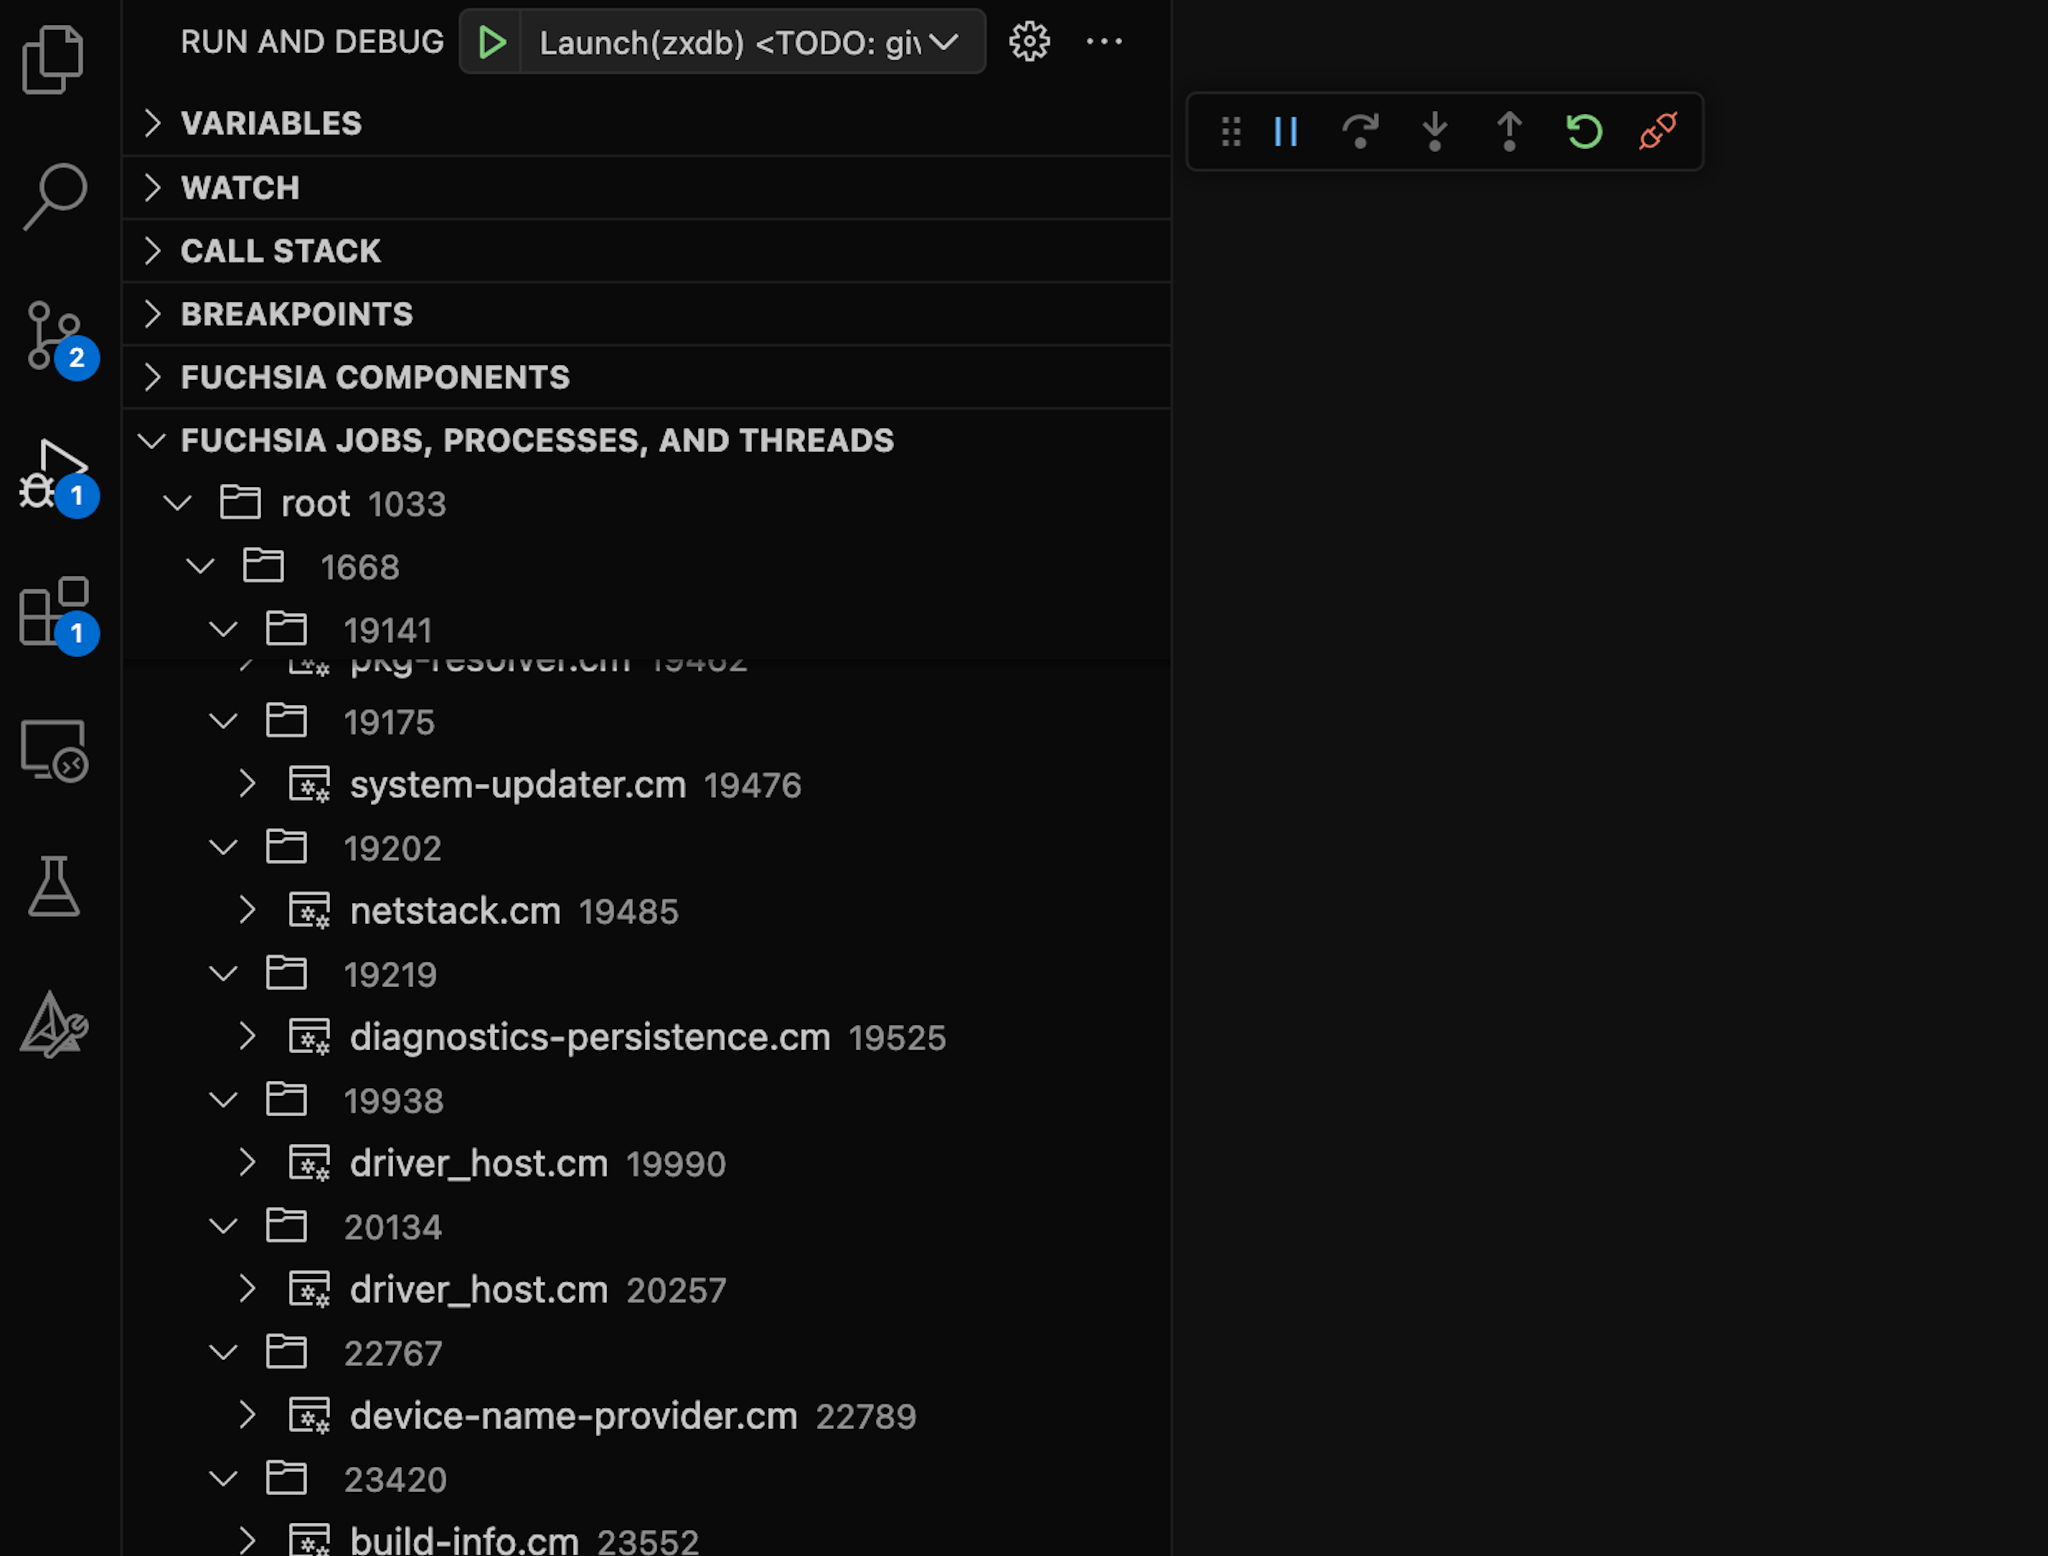 RUN AND DEBUG Launch(zxdb) <TODO: giv
VARIABLES
WATCH
CALL STACK
BREAKPOINTS
FUCHSIA COMPONENTS
FUCHSIA JOBS, PROCESSES, AND THREADS
root 1033
1668
19141
pkg-resolver.cm 19462
19175
system-updater.cm 19476
19202
netstack.cm 19485
19219
diagnostics-persistence.cm 19525
19938
driver_host.cm 19990
20134
driver_host.cm 20257
22767
device-name-provider.cm 22789
23420
build-info.cm 23552
2
1
1